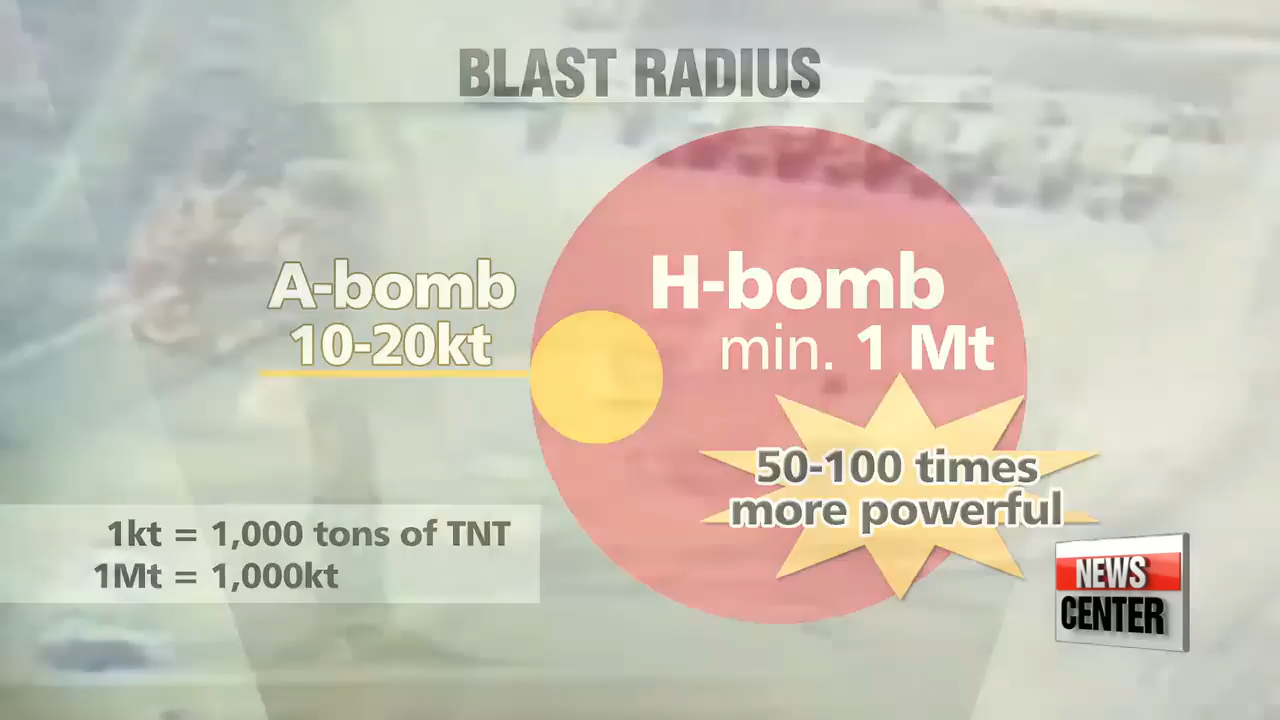 BLAST RADIUS
A-bomb
10-20kt
H-bomb
min. 1 Mt
50-100 times
more powerful
1kt = 1,000 tons of TNT
1Mt = 1,000kt
NEWS
CENTER